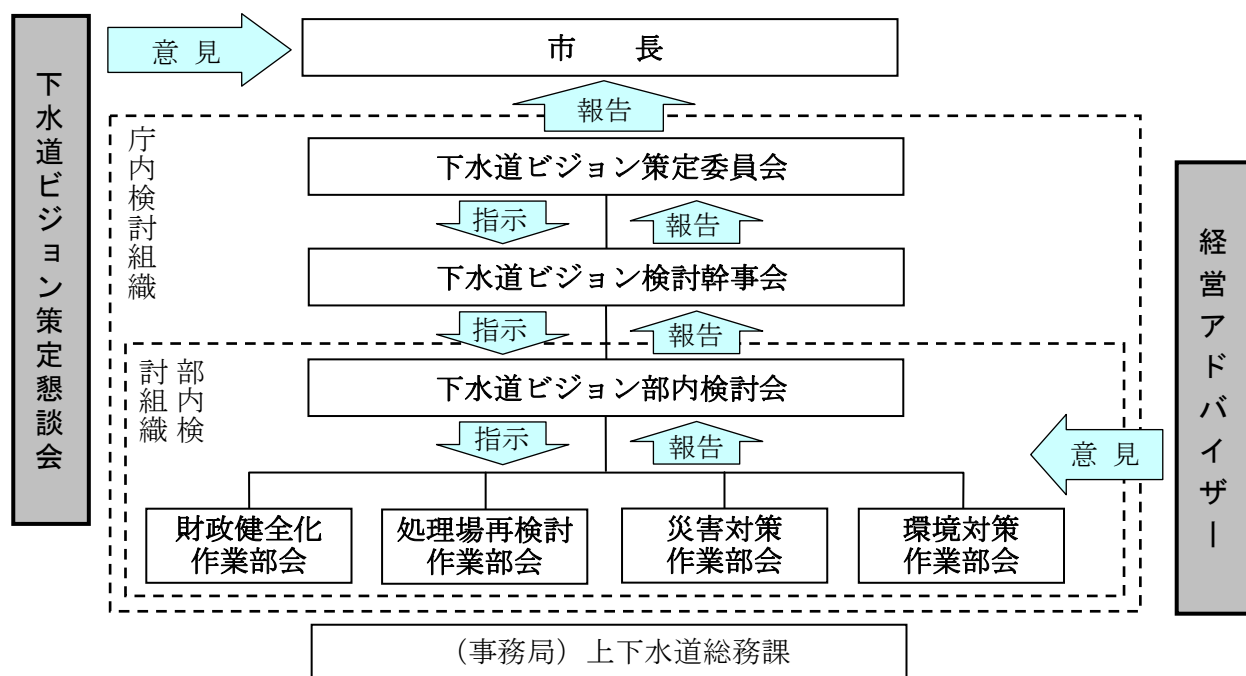 下水道ビジョン策定懇談会
意 見
市　　長
報告
庁内検討組織
下水道ビジョン策定委員会
指示
報告
下水道ビジョン検討幹事会
指示
報告
部内検
討組織
下水道ビジョン部内検討会
指示
報告
意 見
経営アドバイザー
財政健全化
作業部会
処理場再検討
作業部会
災害対策
作業部会
環境対策
作業部会
（事務局）上下水道総務課